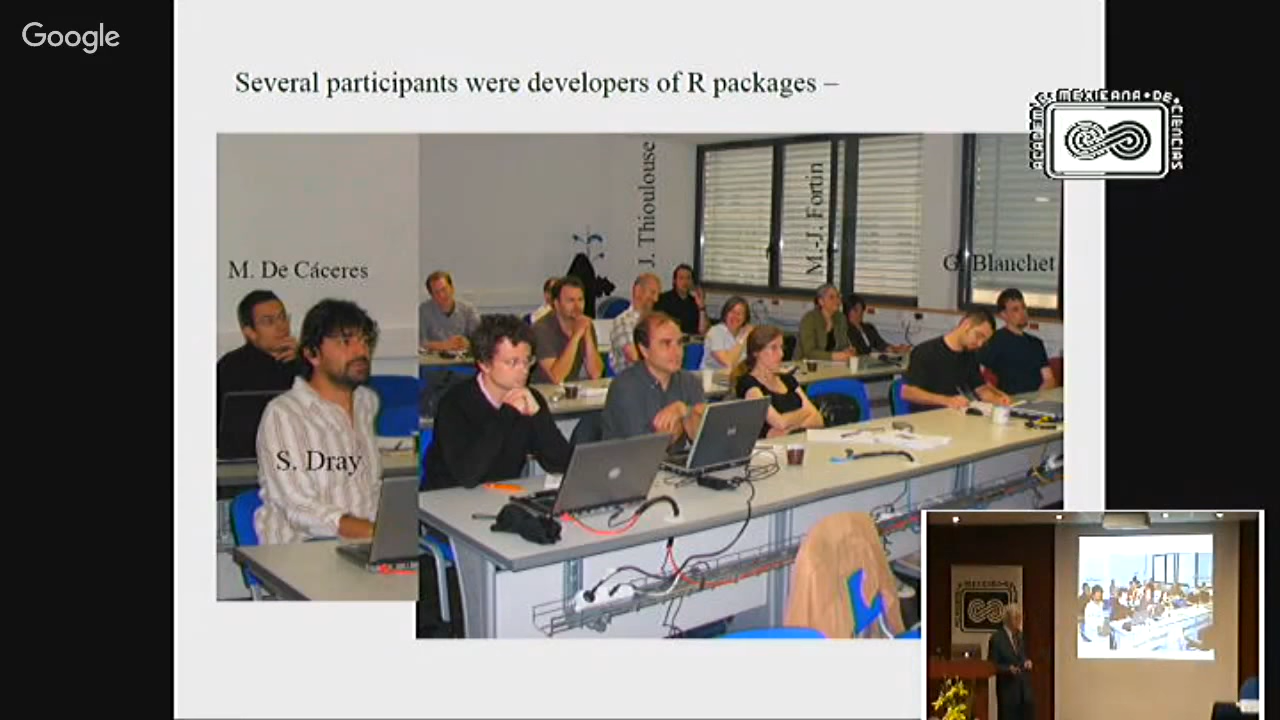 Google
Several participants were developers of R packages –
ACADEMIA MEXICANA DE CIENCIAS
J. Thioulouse
M.-J. Fortin
M. De Cáceres
G. Blanchet
S. Dray